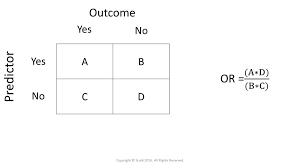 Outcome
Yes No
Predictor
Yes A B
OR = (A*D)
(B*C)
No C D